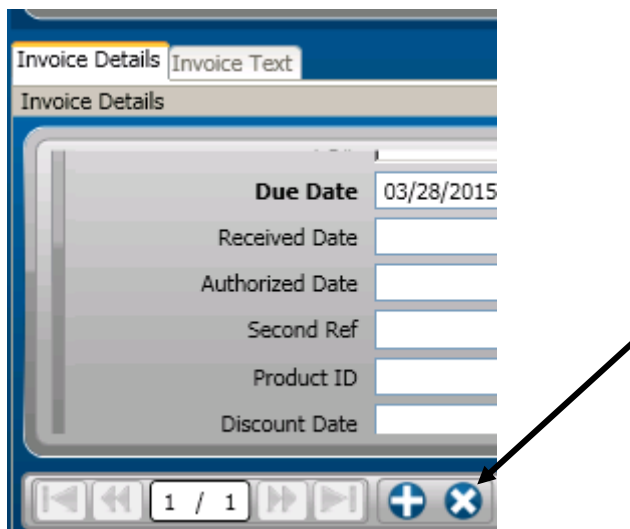 Invoice Details Invoice Text
Invoice Details
Due Date 03/28/2015
Received Date
Authorized Date
Second Ref
Product ID
Discount Date
1 / 1